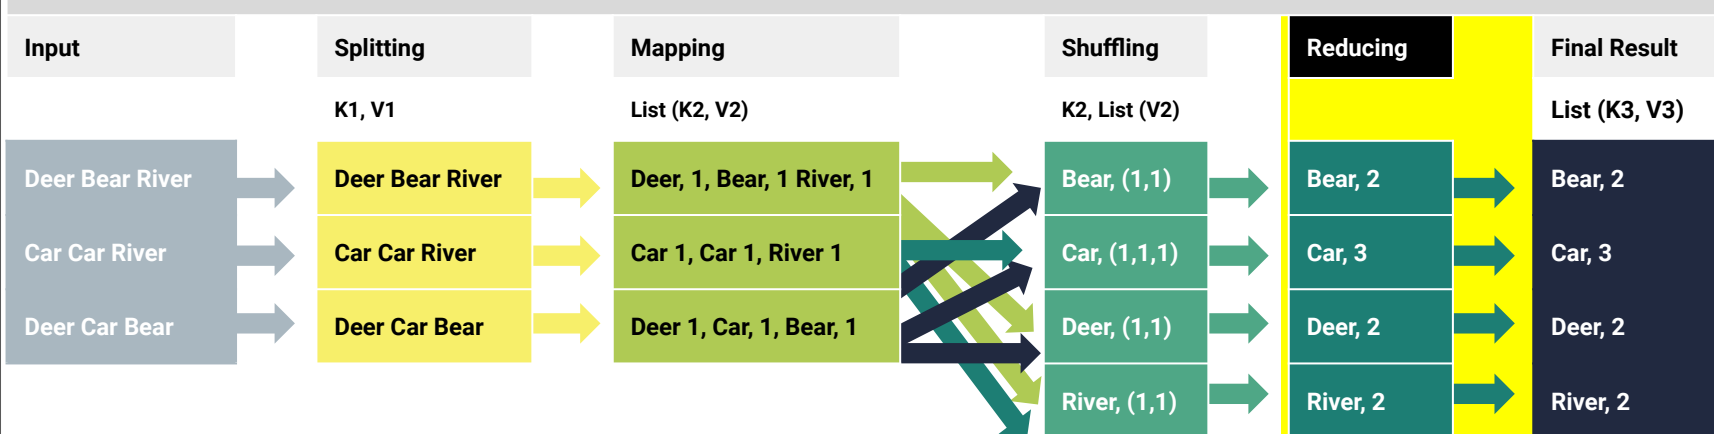 Input
Splitting
Mapping
Shuffling
Reducing
Final Result
K1, V1
List (K2, V2)
K2, List (V2)
List (K3, V3)
Deer Bear River
Deer Bear River
Deer, 1, Bear, 1 River, 1
Bear, (1,1)
Bear, 2
Bear, 2
Car Car River
Car Car River
Car 1, Car 1, River 1
Car, (1,1,1)
Car, 3
Car, 3
Deer Car Bear
Deer Car Bear
Deer 1, Car, 1, Bear, 1
Deer, (1,1)
Deer, 2
Deer, 2
River, (1,1)
River, 2
River, 2